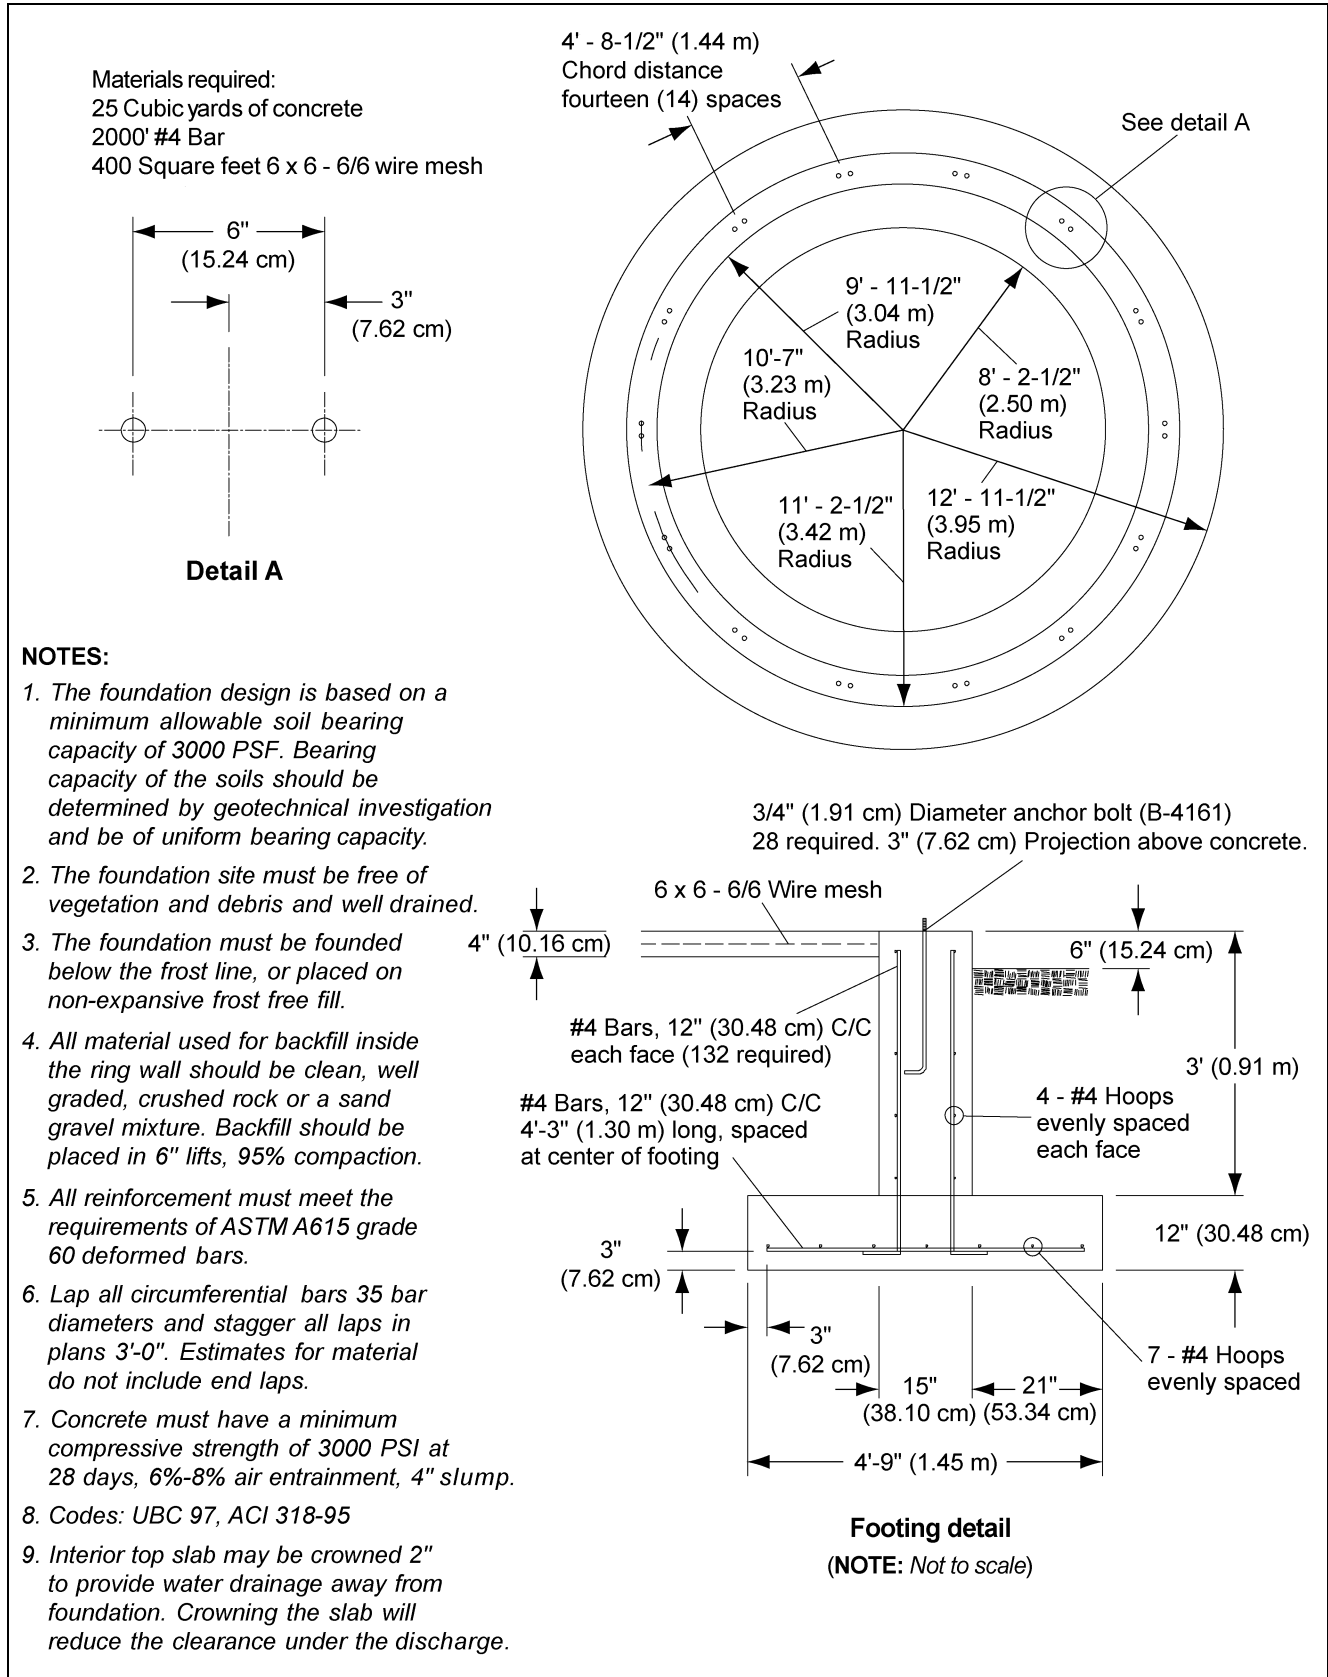 Materials required:
25 Cubic yards of concrete
2000' #4 Bar
400 Square feet 6 x 6 - 6/6 wire mesh
6"
(15.24 cm)
3"
(7.62 cm)
Detail A
4' - 8-1/2" (1.44 m)
Chord distance
fourteen (14) spaces
See detail A
9' - 11-1/2"
(3.04 m)
Radius
10'-7"
(3.23 m)
Radius
8' - 2-1/2"
(2.50 m)
Radius
11' - 2-1/2"
(3.42 m)
Radius
12' - 11-1/2"
(3.95 m)
Radius
NOTES:
1. The foundation design is based on a
minimum allowable soil bearing
capacity of 3000 PSF. Bearing
capacity of the soils should be
determined by geotechnical investigation
and be of uniform bearing capacity.
2. The foundation site must be free of
vegetation and debris and well drained.
3. The foundation must be founded
below the frost line, or placed on
non-expansive frost free fill.
4. All material used for backfill inside
the ring wall should be clean, well
graded, crushed rock or a sand
gravel mixture. Backfill should be
placed in 6" lifts, 95% compaction.
5. All reinforcement must meet the
requirements of ASTM A615 grade
60 deformed bars.
6. Lap all circumferential bars 35 bar
diameters and stagger all laps in
plans 3'-0". Estimates for material
do not include end laps.
7. Concrete must have a minimum
compressive strength of 3000 PSI at
28 days, 6%-8% air entrainment, 4" slump.
8. Codes: UBC 97, ACI 318-95
9. Interior top slab may be crowned 2"
to provide water drainage away from
foundation. Crowning the slab will
reduce the clearance under the discharge.
3/4" (1.91 cm) Diameter anchor bolt (B-4161)
28 required. 3" (7.62 cm) Projection above concrete.
6 x 6 - 6/6 Wire mesh
4" (10.16 cm)
6" (15.24 cm)
#4 Bars, 12" (30.48 cm) C/C
each face (132 required)
3' (0.91 m)
#4 Bars, 12" (30.48 cm) C/C
4'-3" (1.30 m) long, spaced
at center of footing
4 - #4 Hoops
evenly spaced
each face
3"
(7.62 cm)
12" (30.48 cm)
3"
(7.62 cm)
7 - #4 Hoops
evenly spaced
15"
(38.10 cm)
21"
(53.34 cm)
4'-9" (1.45 m)
Footing detail
(NOTE: Not to scale)